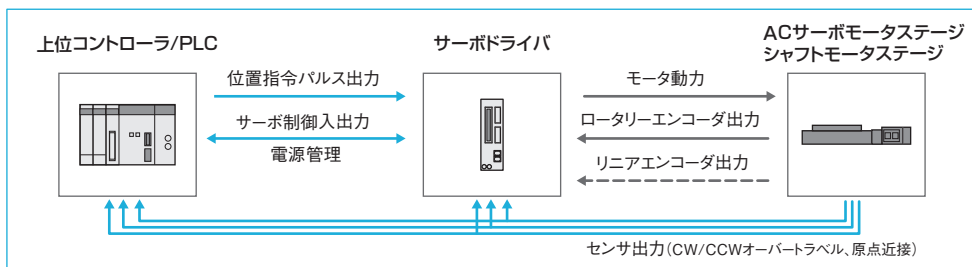 上位コントローラ/PLC
サーボドライバ
ACサーボモータステージ
シャフトモータステージ
位置指令パルス出力
サーボ制御入出力
電源管理
モータ動力
ロータリーエンコーダ出力
リニアエンコーダ出力
センサ出力(CW/CCWオーバートラベル、原点近接)